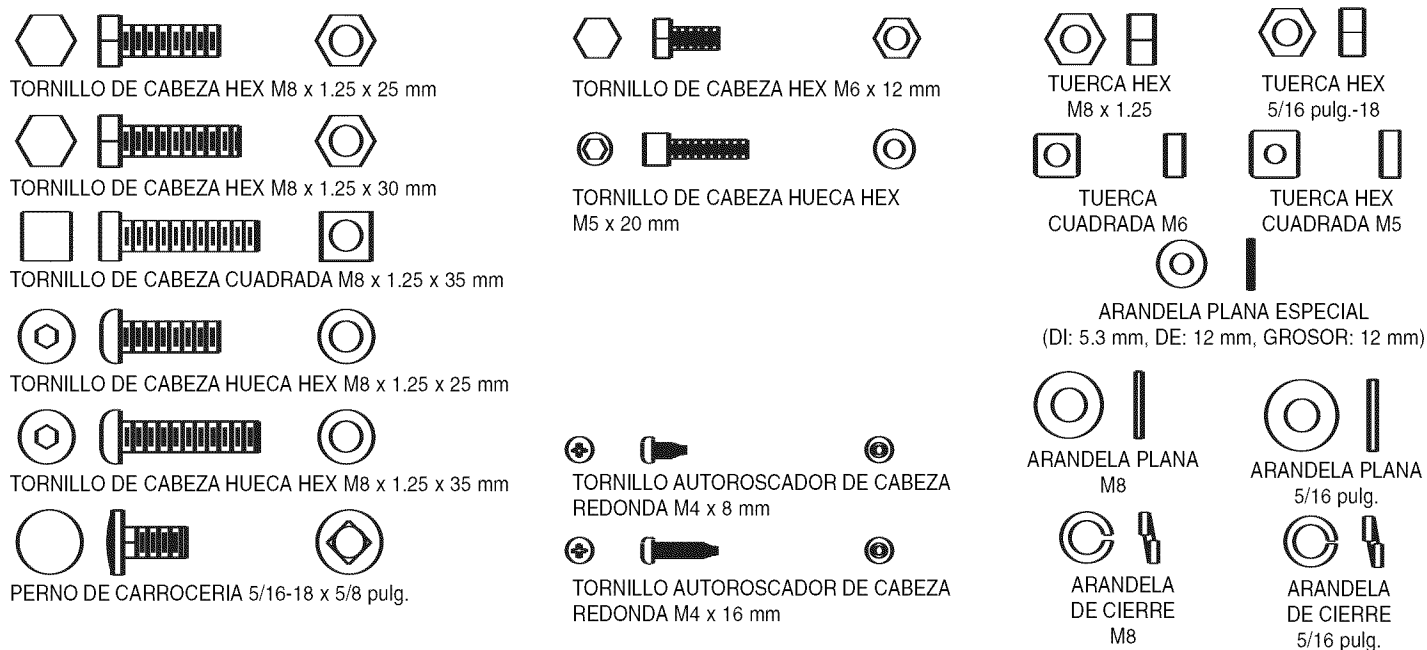 TORNILLO DE CABEZA HEX M8 x 1.25 x 25 mm
TORNILLO DE CABEZA HEX M8 x 1.25 x 30 mm
TORNILLO DE CABEZA CUADRADA M8 x 1.25 x 35 mm
TORNILLO DE CABEZA HUECA HEX M8 x 1.25 x 25 mm
TORNILLO DE CABEZA HUECA HEX M8 x 1.25 x 35 mm
PERNO DE CARROCERIA 5/16-18 x 5/8 pulg.
TORNILLO DE CABEZA HEX M6 x 12 mm
TORNILLO DE CABEZA HUECA HEX
M5 x 20 mm
TORNILLO AUTOROSCADOR DE CABEZA
REDONDA M4 x 8 mm
TORNILLO AUTOROSCADOR DE CABEZA
REDONDA M4 x 16 mm
TUERCA HEX
M8 x 1.25
TUERCA HEX
5/16 pulg.-18
TUERCA
CUADRADA M6
TUERCA HEX
CUADRADA M5
ARANDELA PLANA ESPECIAL
(DI: 5.3 mm, DE: 12 mm, GROSOR: 12 mm)
ARANDELA PLANA
M8
ARANDELA PLANA
5/16 pulg.
ARANDELA
DE CIERRE
M8
ARANDELA
DE CIERRE
5/16 pulg.